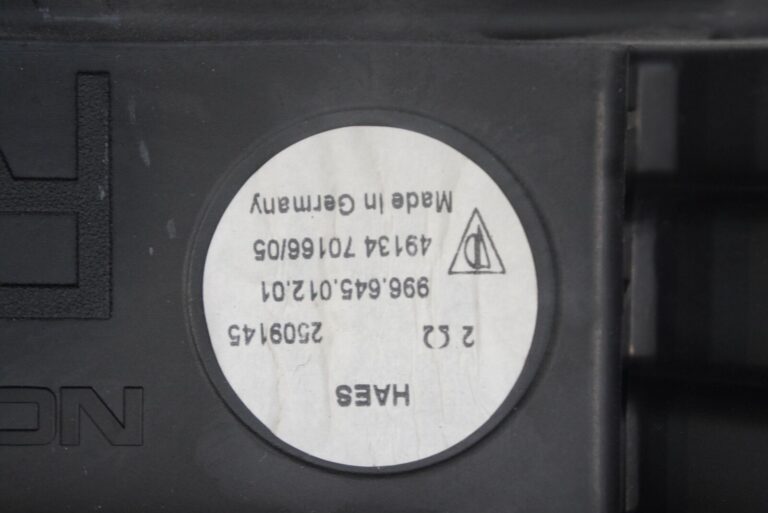 HAES
2 Ω 2509145
996.645.012.01
49134 70166/05
Made In Germany